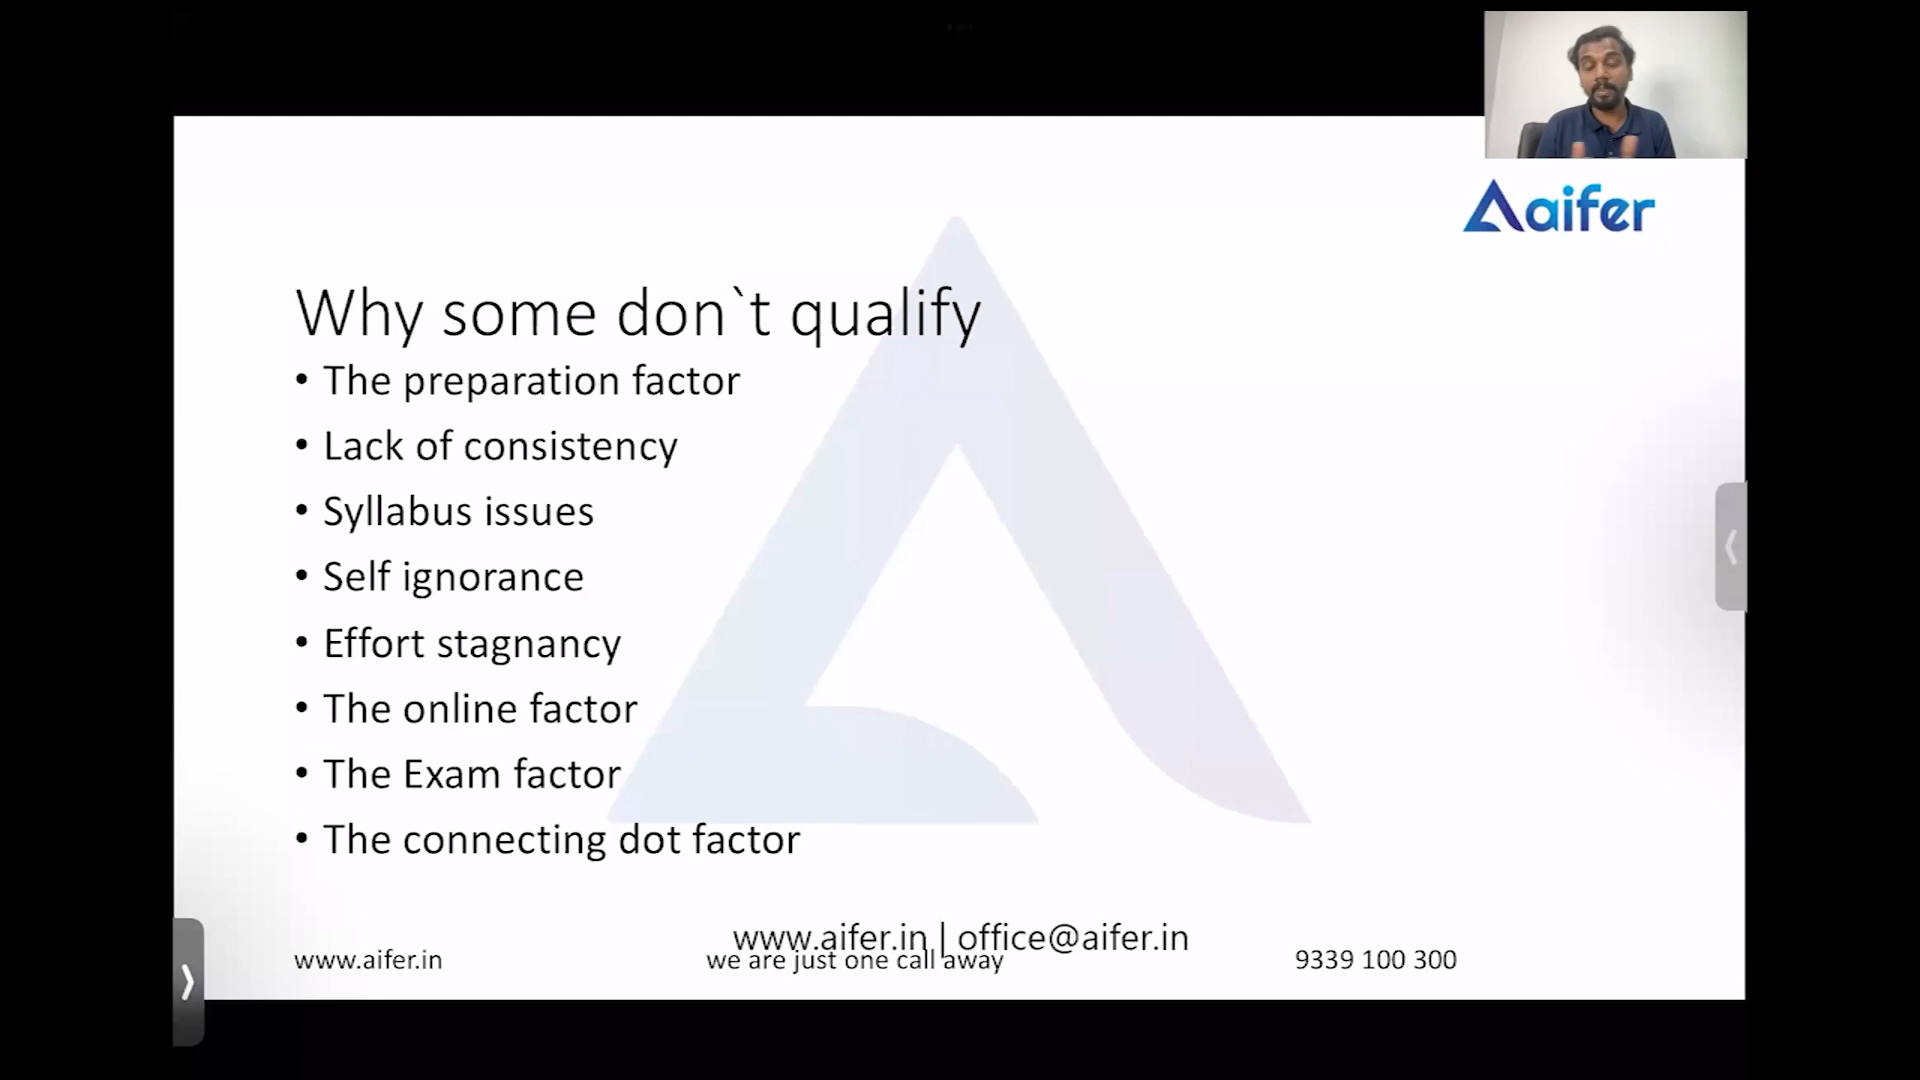 aifer
Why some don`t qualify
• The preparation factor
• Lack of consistency
• Syllabus issues
• Self ignorance
• Effort stagnancy
• The online factor
• The Exam factor
• The connecting dot factor
www.aifer.in | office@aifer.in
www.aifer.in
we are just one call away
9339 100 300